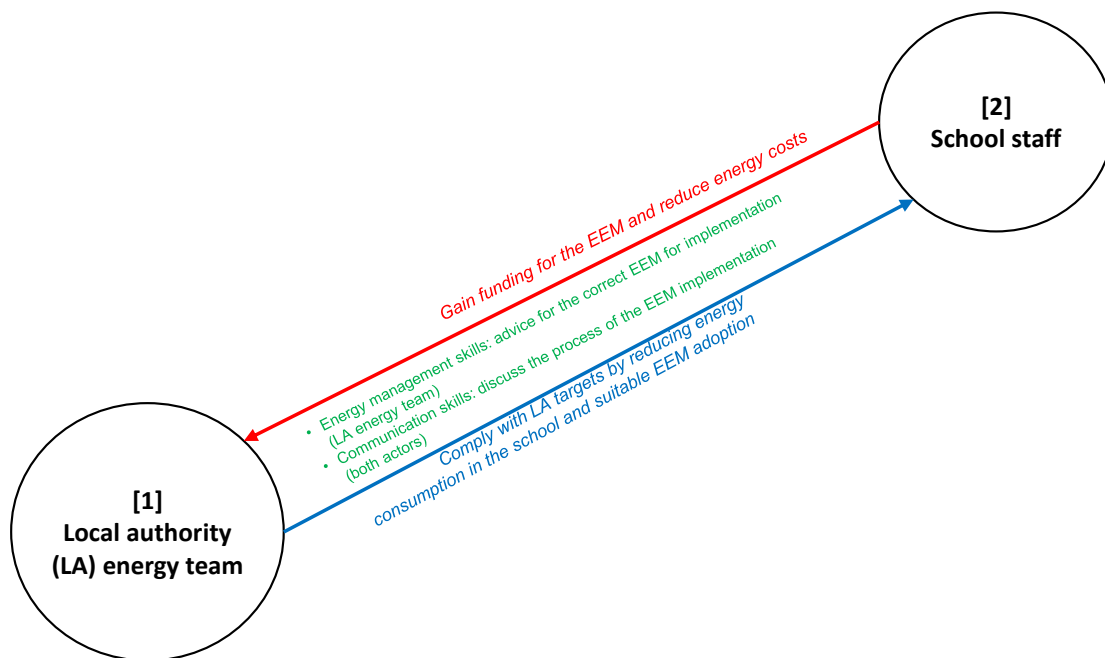 [2]
School staff
Gain funding for the EEM and reduce energy costs
• Energy management skills: advice for the correct EEM for implementation
(LA energy team)
• Communication skills: discuss the process of the EEM implementation
(both actors)
Comply with LA targets by reducing energy
consumption in the school and suitable EEM adoption
[1]
Local authority
(LA) energy team